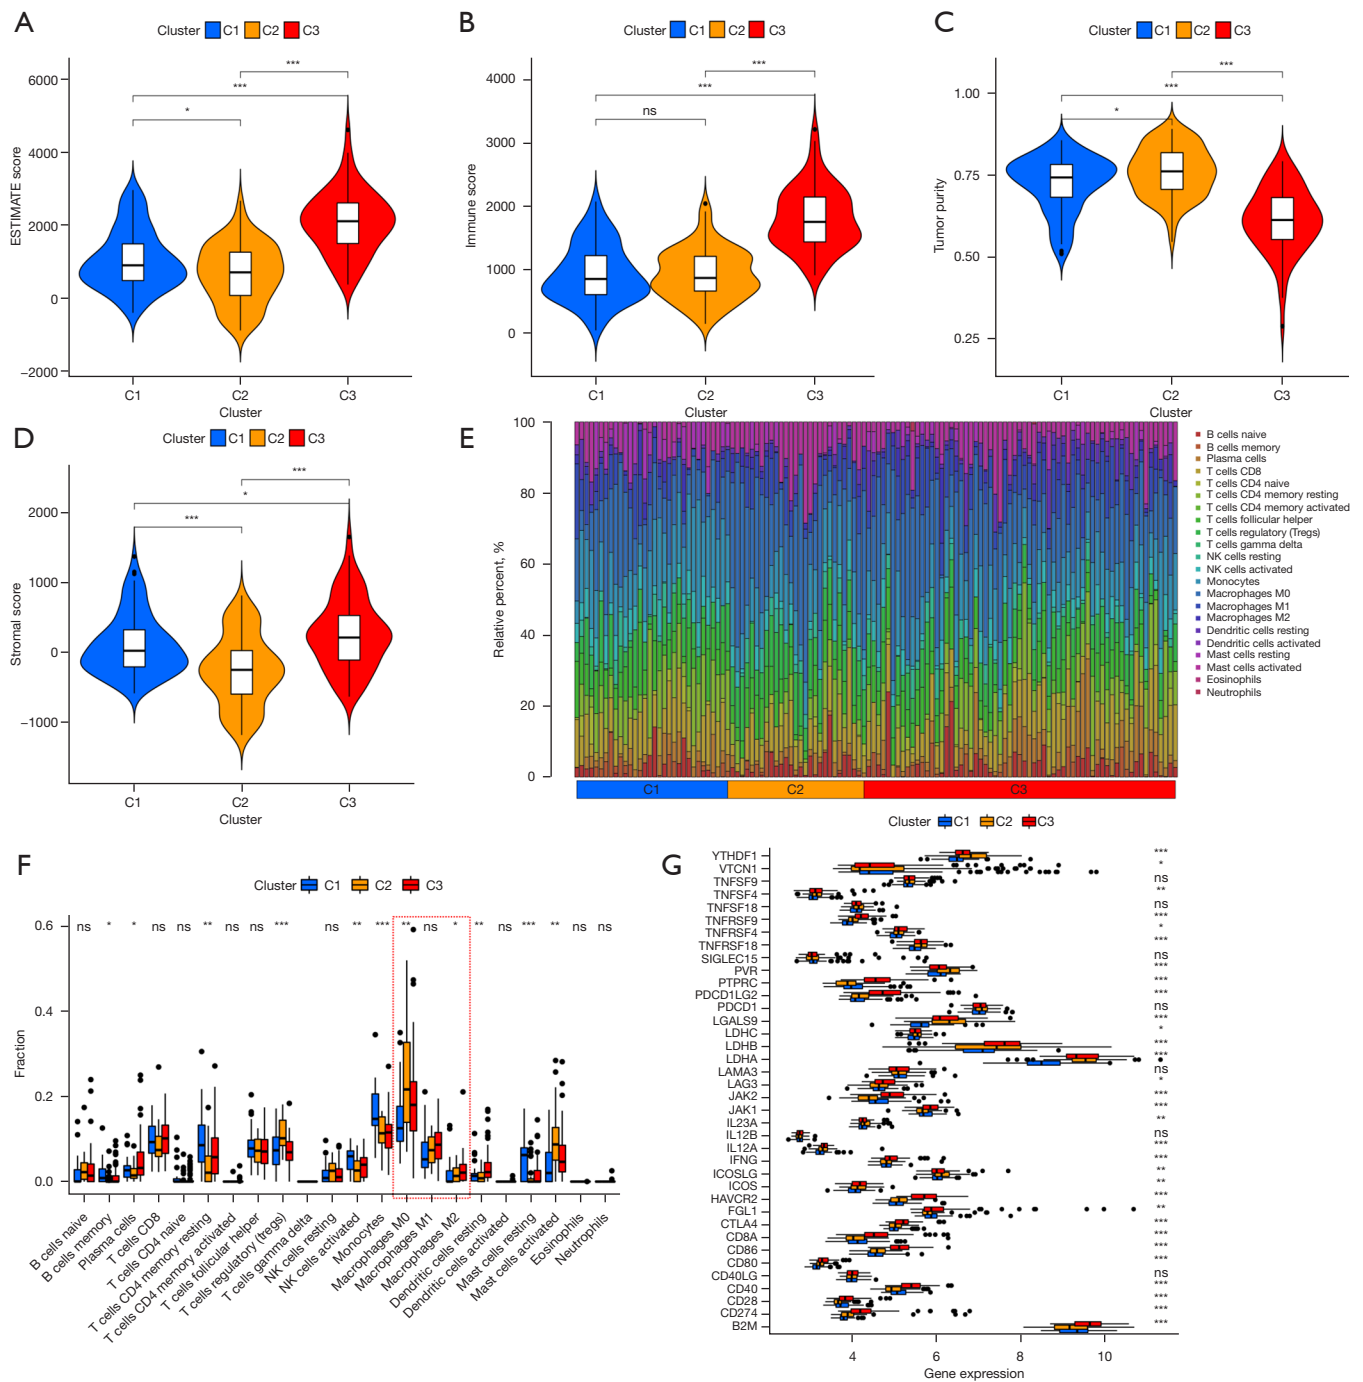 A
Cluster C1 C2 C3
ESTIMATE score
6000
4000
2000
0
−2000
***
***
*
C1 C2 C3
Cluster
B
Cluster C1 C2 C3
Immune score
4000
3000
2000
1000
0
***
***
ns
C1 C2 C3
Cluster
C
Cluster C1 C2 C3
Tumor purity
1.00
0.75
0.50
0.25
***
***
*
C1 C2 C3
Cluster
D
Cluster C1 C2 C3
Stromal score
2000
1000
0
−1000
***
*
***
C1 C2 C3
Cluster
E
Relative percent, %
100
80
60
40
20
0
C1 C2 C3
B cells naive
B cells memory
Plasma cells
T cells CD8
T cells CD4 naive
T cells CD4 memory resting
T cells CD4 memory activated
T cells follicular helper
T cells regulatory (Tregs)
T cells gamma delta
NK cells resting
NK cells activated
Monocytes
Macrophages M0
Macrophages M1
Macrophages M2
Dendritic cells resting
Dendritic cells activated
Mast cells resting
Mast cells activated
Eosinophils
Neutrophils
F
Cluster C1 C2 C3
Fraction
0.6
0.4
0.2
0.0
ns * * ns ns ** ns ns *** ns ** *** ** ns * ** ns *** ** ns ns
B cells naive
B cells memory
Plasma cells
T cells CD8
T cells CD4 naive
T cells CD4 memory resting
T cells CD4 memory activated
T cells follicular helper
T cells regulatory (fregs)
T cells gamma delta
NK cells resting
NK cells activated
Monocytes
Macrophages M0
Macrophages M1
Macrophages M2
Dendritic cells resting
Dendritic cells activated
Mast cells resting
Mast cells activated
Eosinophils
Neutrophils
G
Cluster C1 C2 C3
YTHDF1 ***
VTCN1 *
TNFSF9 ns
TNFSF4 **
TNFSF18 ns
TNFRSF9 ***
TNFRSF4 *
TNFRSF18 ***
SIGLEC15 ns
PVR ***
PTPRC ***
PDCD1LG2 ***
PDCD1 ns
LGALS9 ***
LDHC *
LDHB ***
LDHA ***
LAMA3 ns
LAG3 *
JAK2 ***
JAK1 ***
IL23A **
IL12B ns
IL12A ***
IFNG ***
ICOSLG **
ICOS **
HAVCR2 ***
FGL1 **
CTLA4 ***
CD8A ***
CD86 ***
CD80 ***
CD40LG ns
CD40 ***
CD28 ***
CD274 ***
B2M ***
4 6 8 10
Gene expression